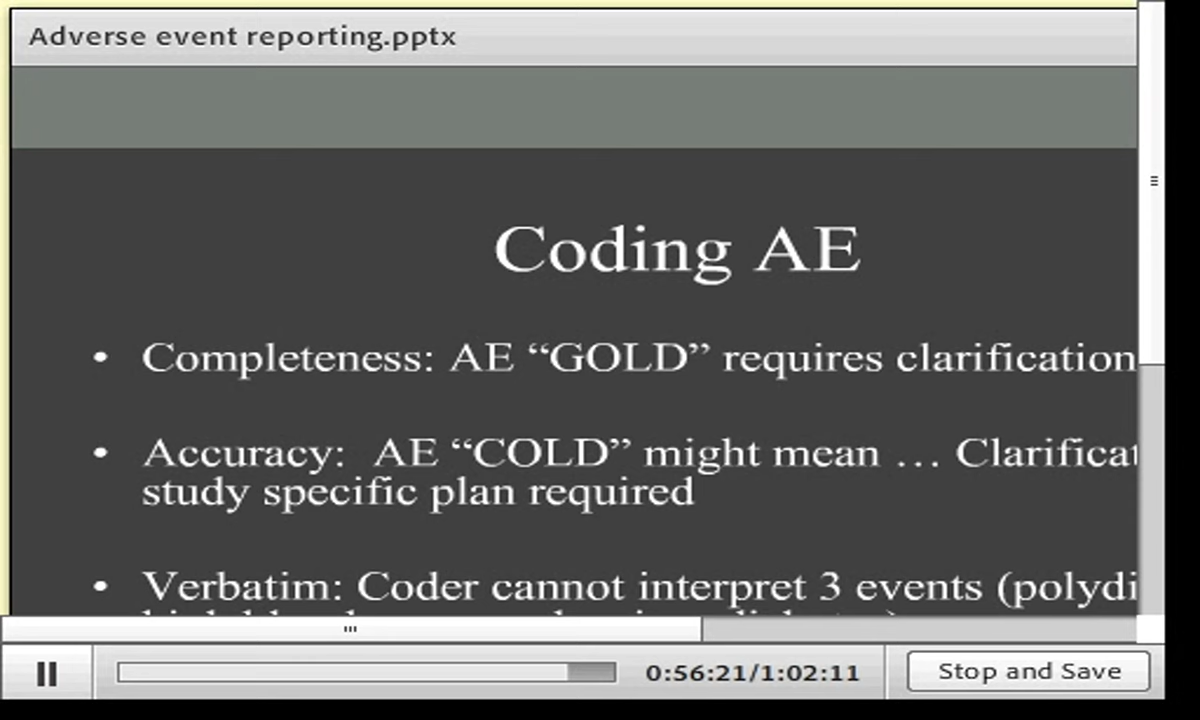 Adverse event reporting.pptx
Coding AE
• Completeness: AE “GOLD” requires clarification
• Accuracy: AE “COLD” might mean … Clarificat
study specific plan required
• Verbatim: Coder cannot interpret 3 events (polydi
0:56:21/1:02:11
Stop and Save